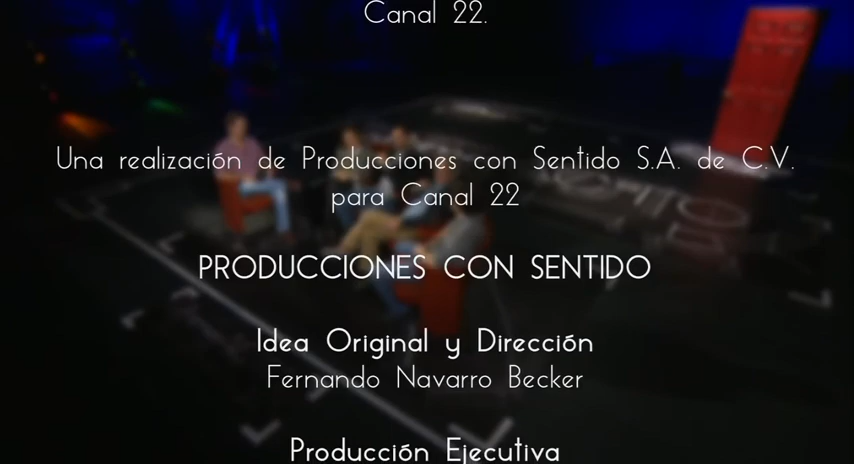 Canal 22.
Una realización de Producciones con Sentido S.A. de C.V.
para Canal 22
PRODUCCIONES CON SENTIDO
Idea Original y Dirección
Fernando Navarro Becker
Producción Ejecutiva